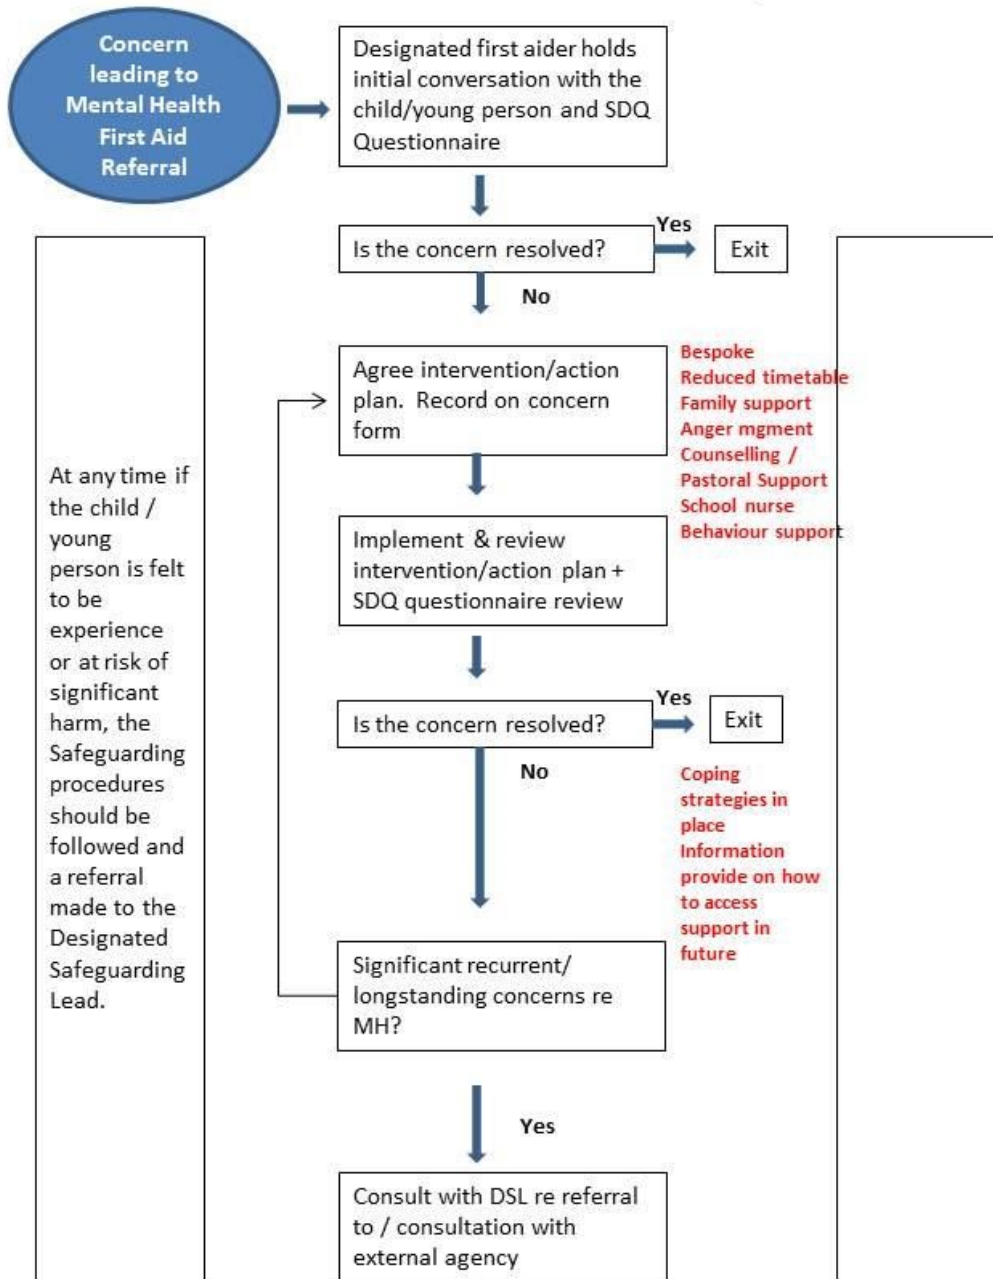 Concern
leading to
Mental Health
First Aid
Referral
Designated first aider holds
initial conversation with the
child/young person and SDQ
Questionnaire
Is the concern resolved?
Yes
Exit
No
Agree intervention/action
plan. Record on concern
form
Bespoke
Reduced timetable
Family support
Anger mgment
Counselling /
Pastoral Support
School nurse
Behaviour support
Implement & review
intervention/action plan +
SDQ questionnaire review
Is the concern resolved?
Yes
Exit
No
Coping
strategies in
place
Information
provide on how
to access
support in
future
Significant recurrent/
longstanding concerns re
MH?
Yes
Consult with DSL re referral
to / consultation with
external agency
At any time if
the child /
young
person is felt
to be
experience
or at risk of
significant
harm, the
Safeguarding
procedures
should be
followed and
a referral
made to the
Designated
Safeguarding
Lead.